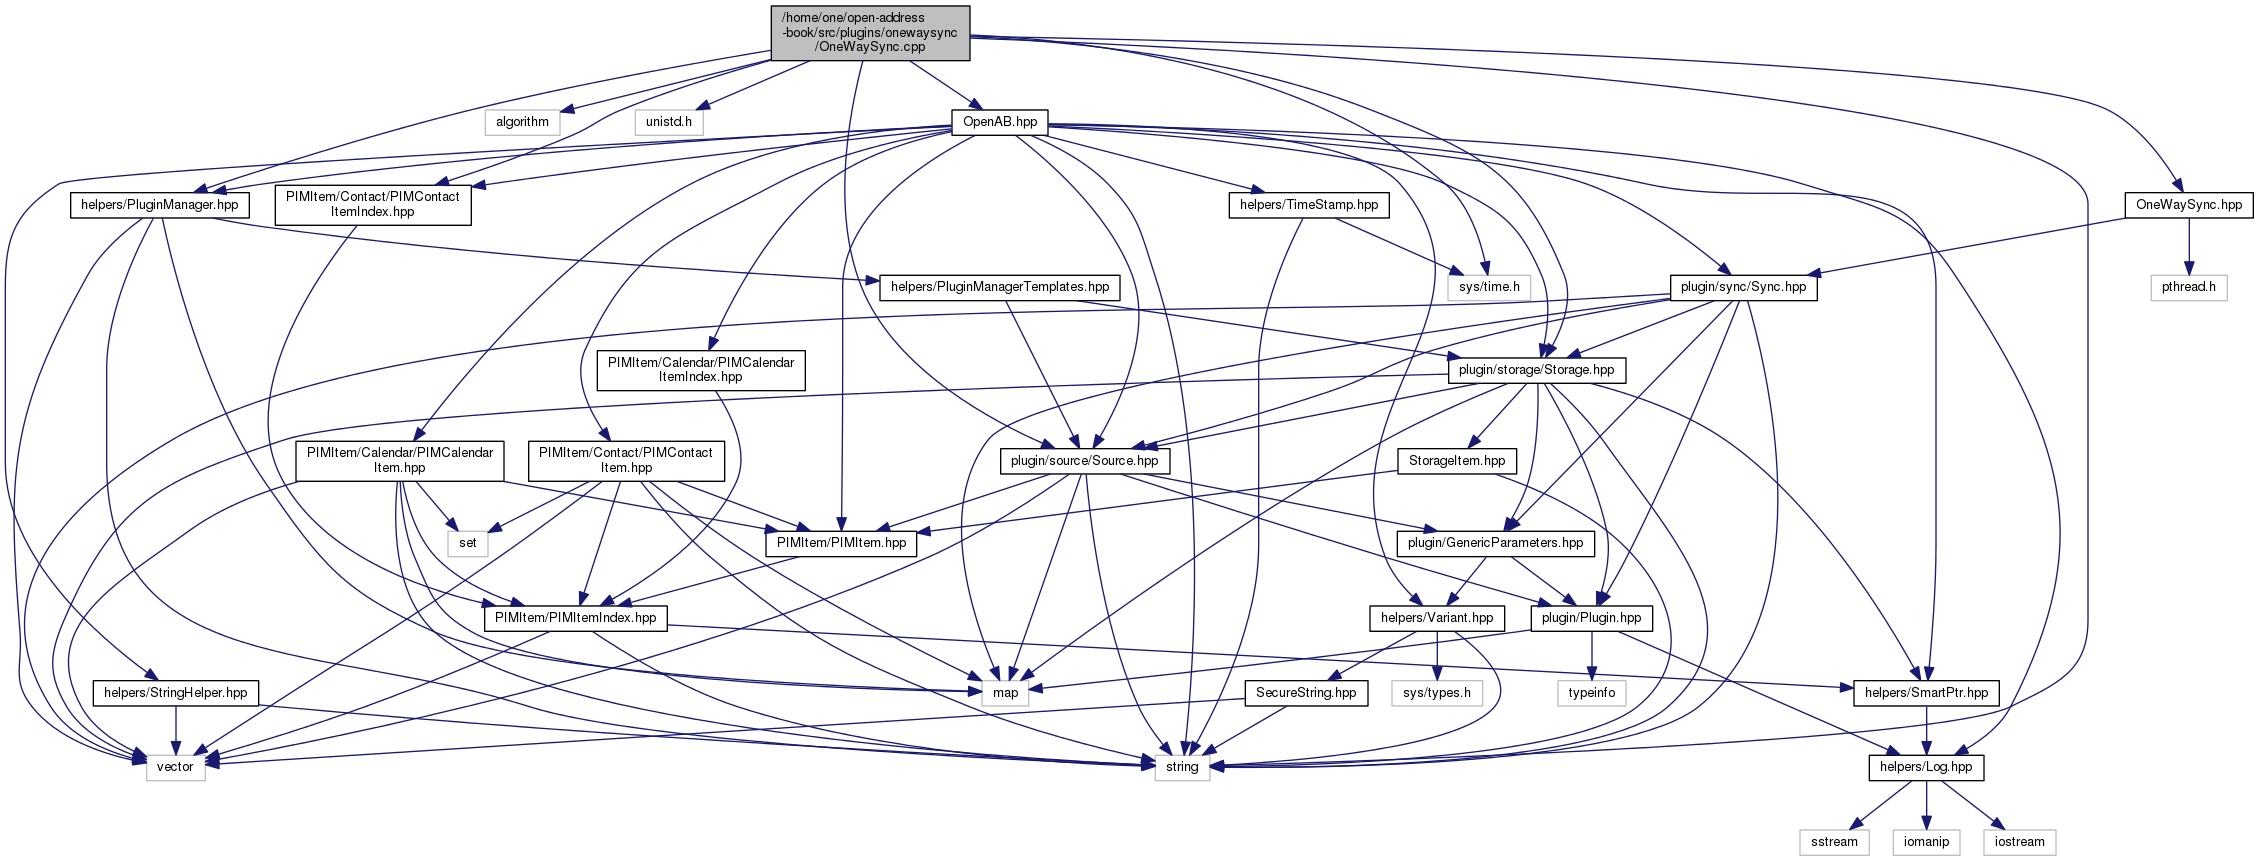 /home/one/open-address
-book/src/plugins/onewaysync
/OneWaySync.cpp
algorithm
unistd.h
OpenAB.hpp
helpers/PluginManager.hpp
PIMItem/Contact/PIMContact
ItemIndex.hpp
helpers/TimeStamp.hpp
OneWaySync.hpp
helpers/PluginManagerTemplates.hpp
sys/time.h
plugin/sync/Sync.hpp
pthread.h
PIMItem/Calendar/PIMCalendar
ItemIndex.hpp
plugin/storage/Storage.hpp
PIMItem/Calendar/PIMCalendar
Item.hpp
PIMItem/Contact/PIMContact
Item.hpp
plugin/source/Source.hpp
StorageItem.hpp
set
PIMItem/PIMItem.hpp
plugin/GenericParameters.hpp
PIMItem/PIMItemIndex.hpp
helpers/Variant.hpp
plugin/Plugin.hpp
helpers/StringHelper.hpp
map
SecureString.hpp
sys/types.h
typeinfo
helpers/SmartPtr.hpp
vector
string
helpers/Log.hpp
sstream
iomanip
iostream